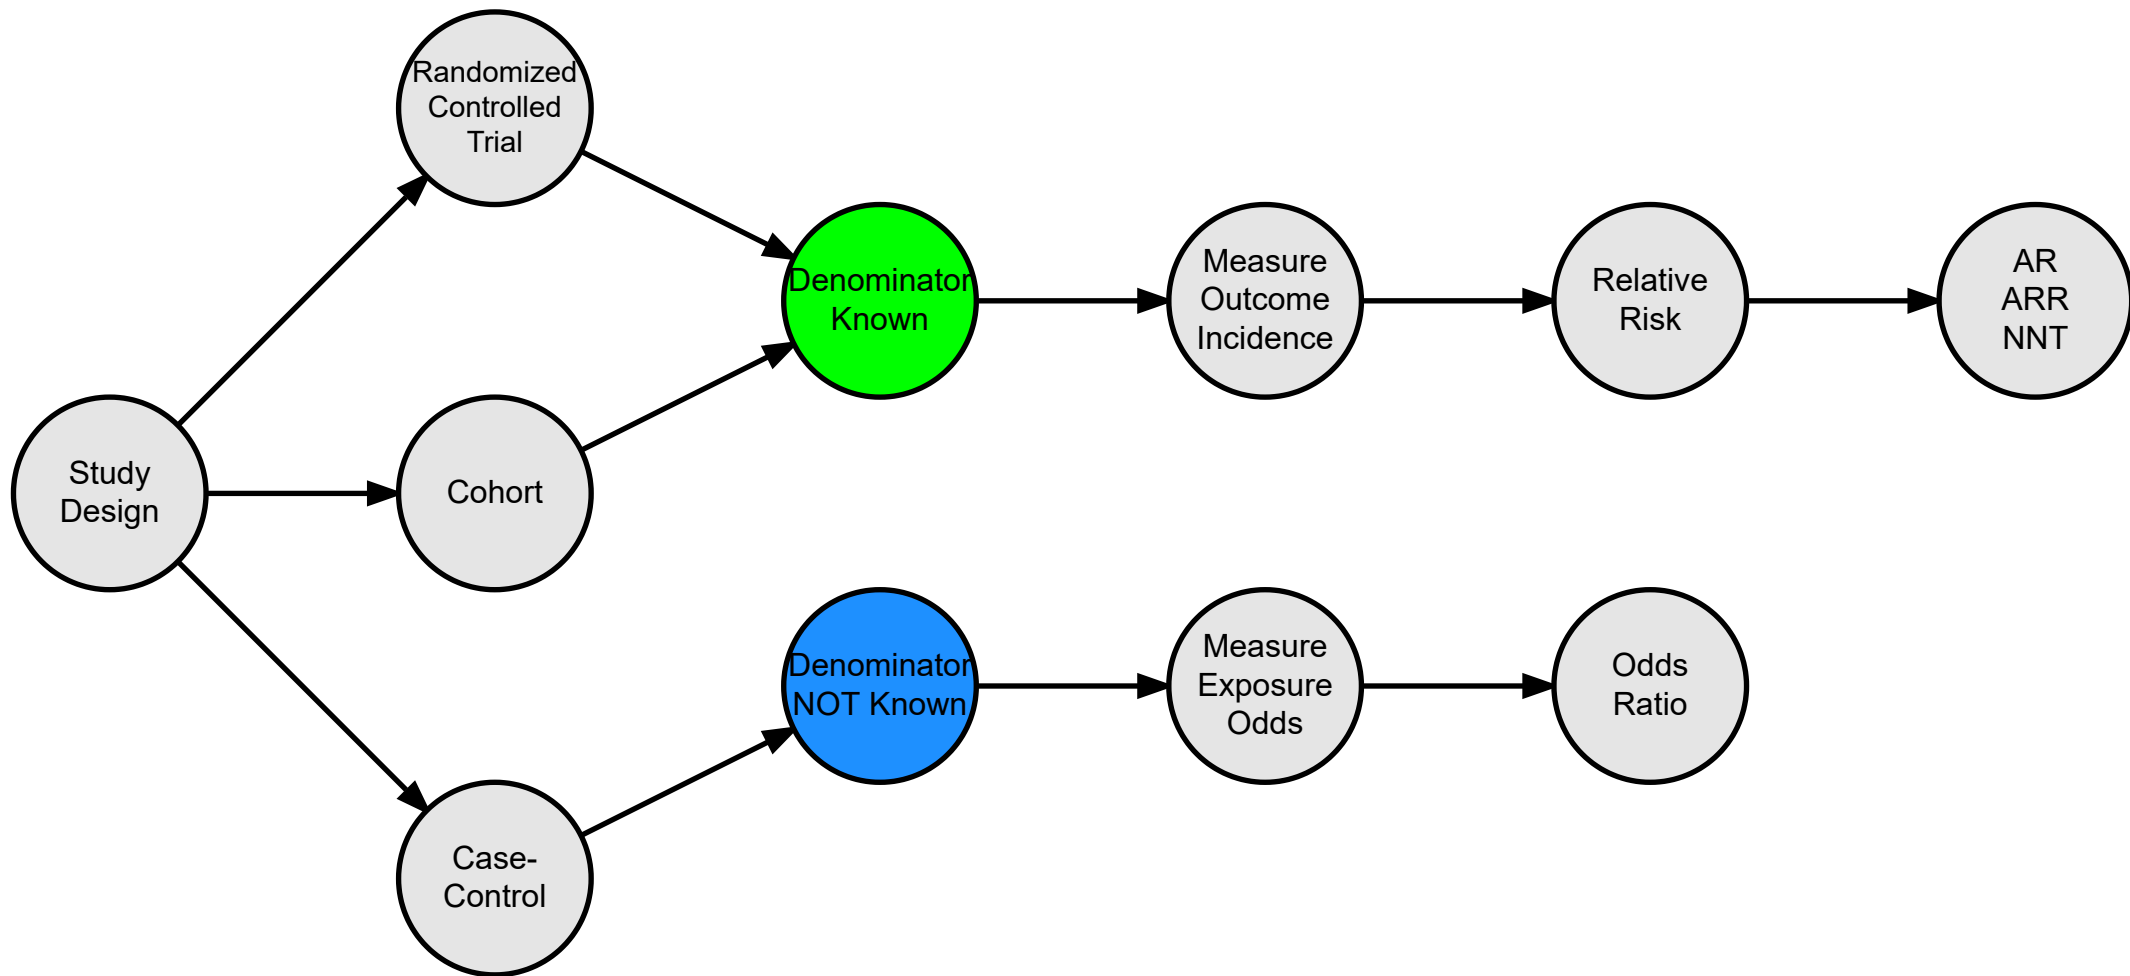 Randomized
Controlled
Trial
Denominator
Known
Measure
Outcome
Incidence
Relative
Risk
AR
ARR
NNT
Study
Design
Cohort
Denominator
NOT Known
Measure
Exposure
Odds
Odds
Ratio
Case-
Control